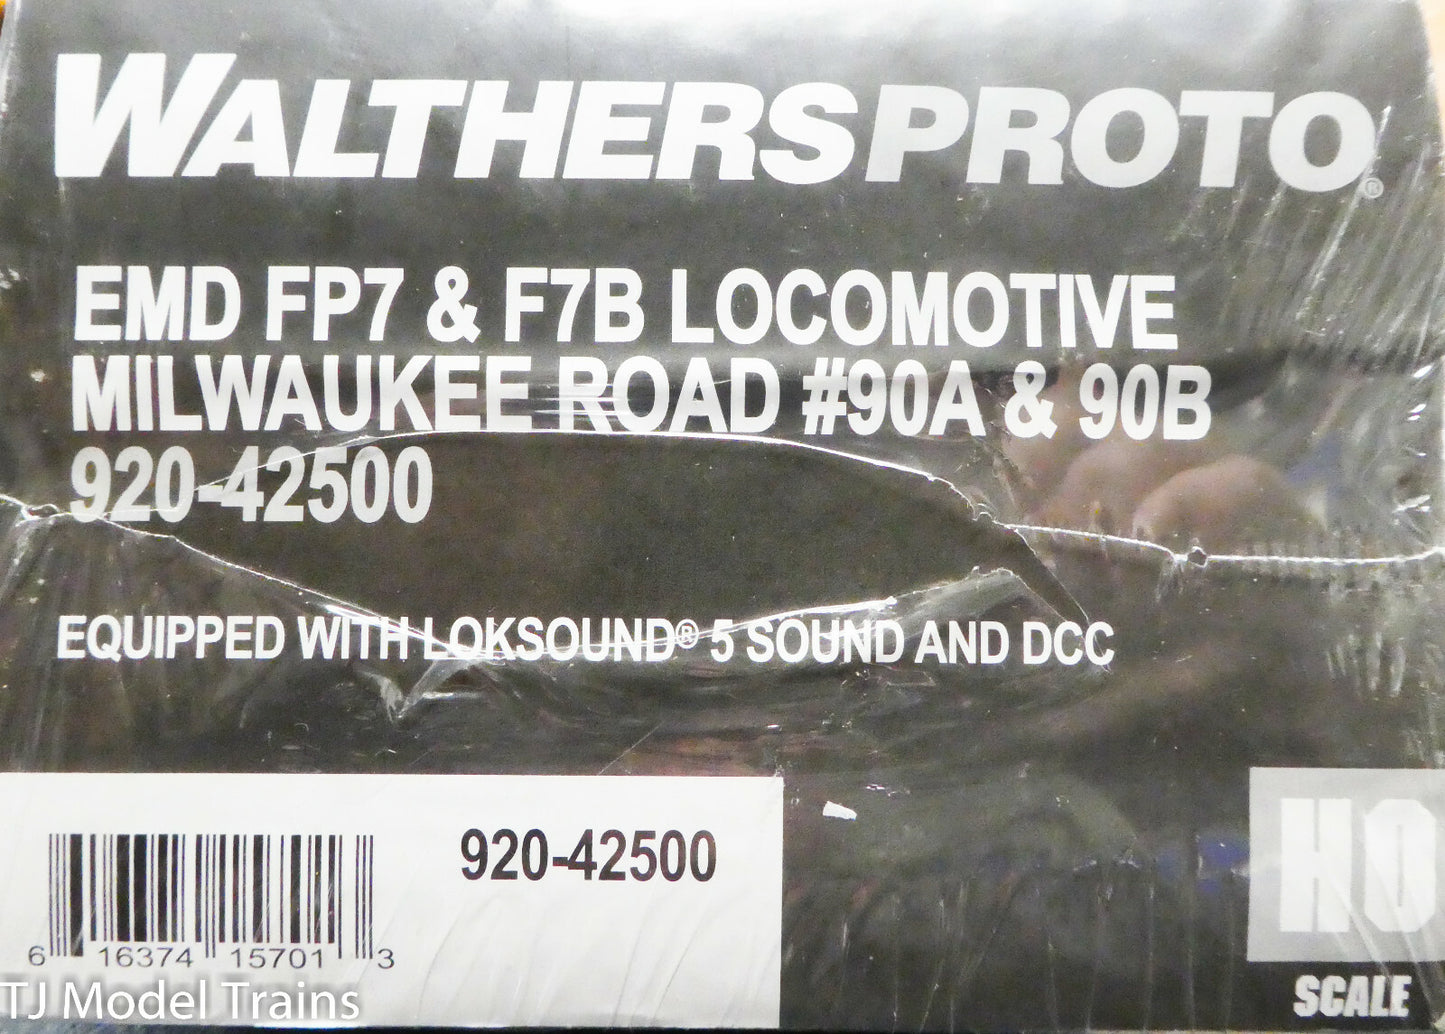 WALTHERSPROTO®
EMD FP7 & F7B LOCOMOTIVE
MILWAUKEE ROAD #90A & 90B
920-42500
EQUIPPED WITH LOKSOUND® 5 SOUND AND DCC
920-42500
6 16374 15701 3
HO
SCALE
TJ Model Trains